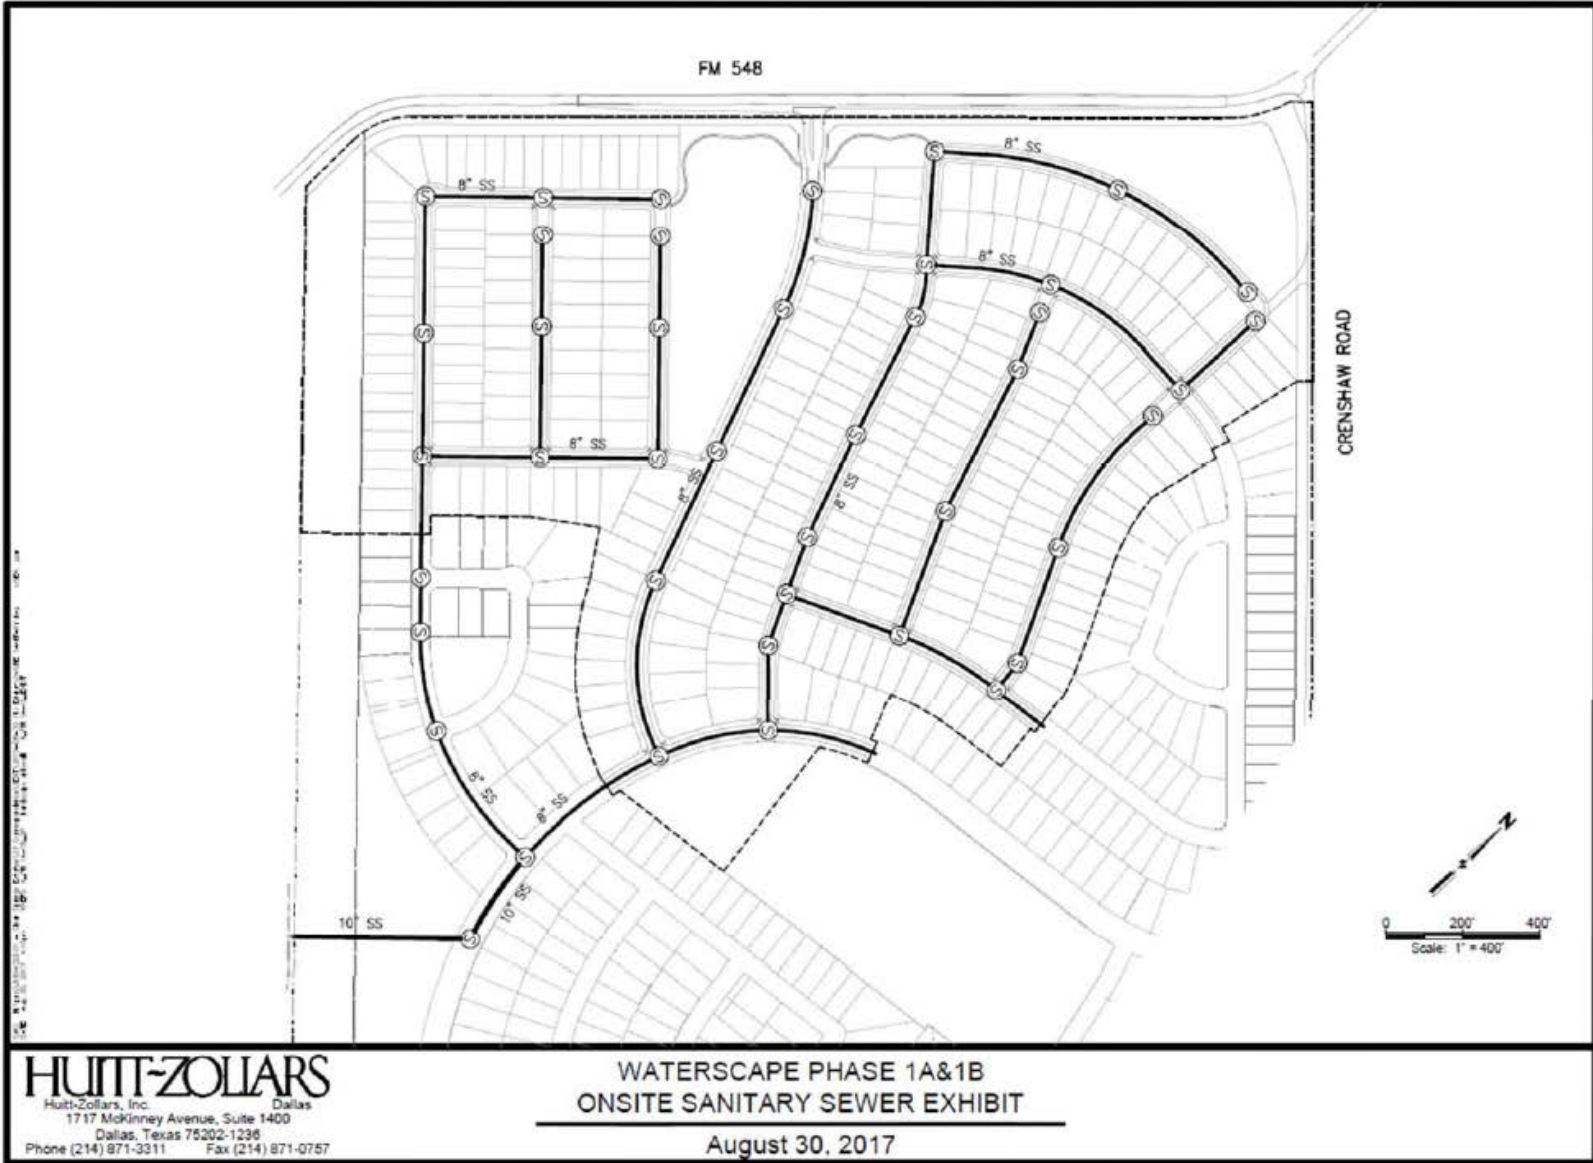 FM 548
8" SS
8" SS
8" SS
8" SS
CRENSHAW ROAD
8" SS
8" SS
8" SS
8" SS
10" SS
10" SS
N
0 200' 400'
Scale: 1" = 400'
HUITT-ZOLLARS
Huitt-Zollars, Inc. Dallas
1717 McKinney Avenue, Suite 1400
Dallas, Texas 75202-1236
Phone (214) 871-3311 Fax (214) 871-0757
WATERSCAPE PHASE 1A&1B
ONSITE SANITARY SEWER EXHIBIT
August 30, 2017